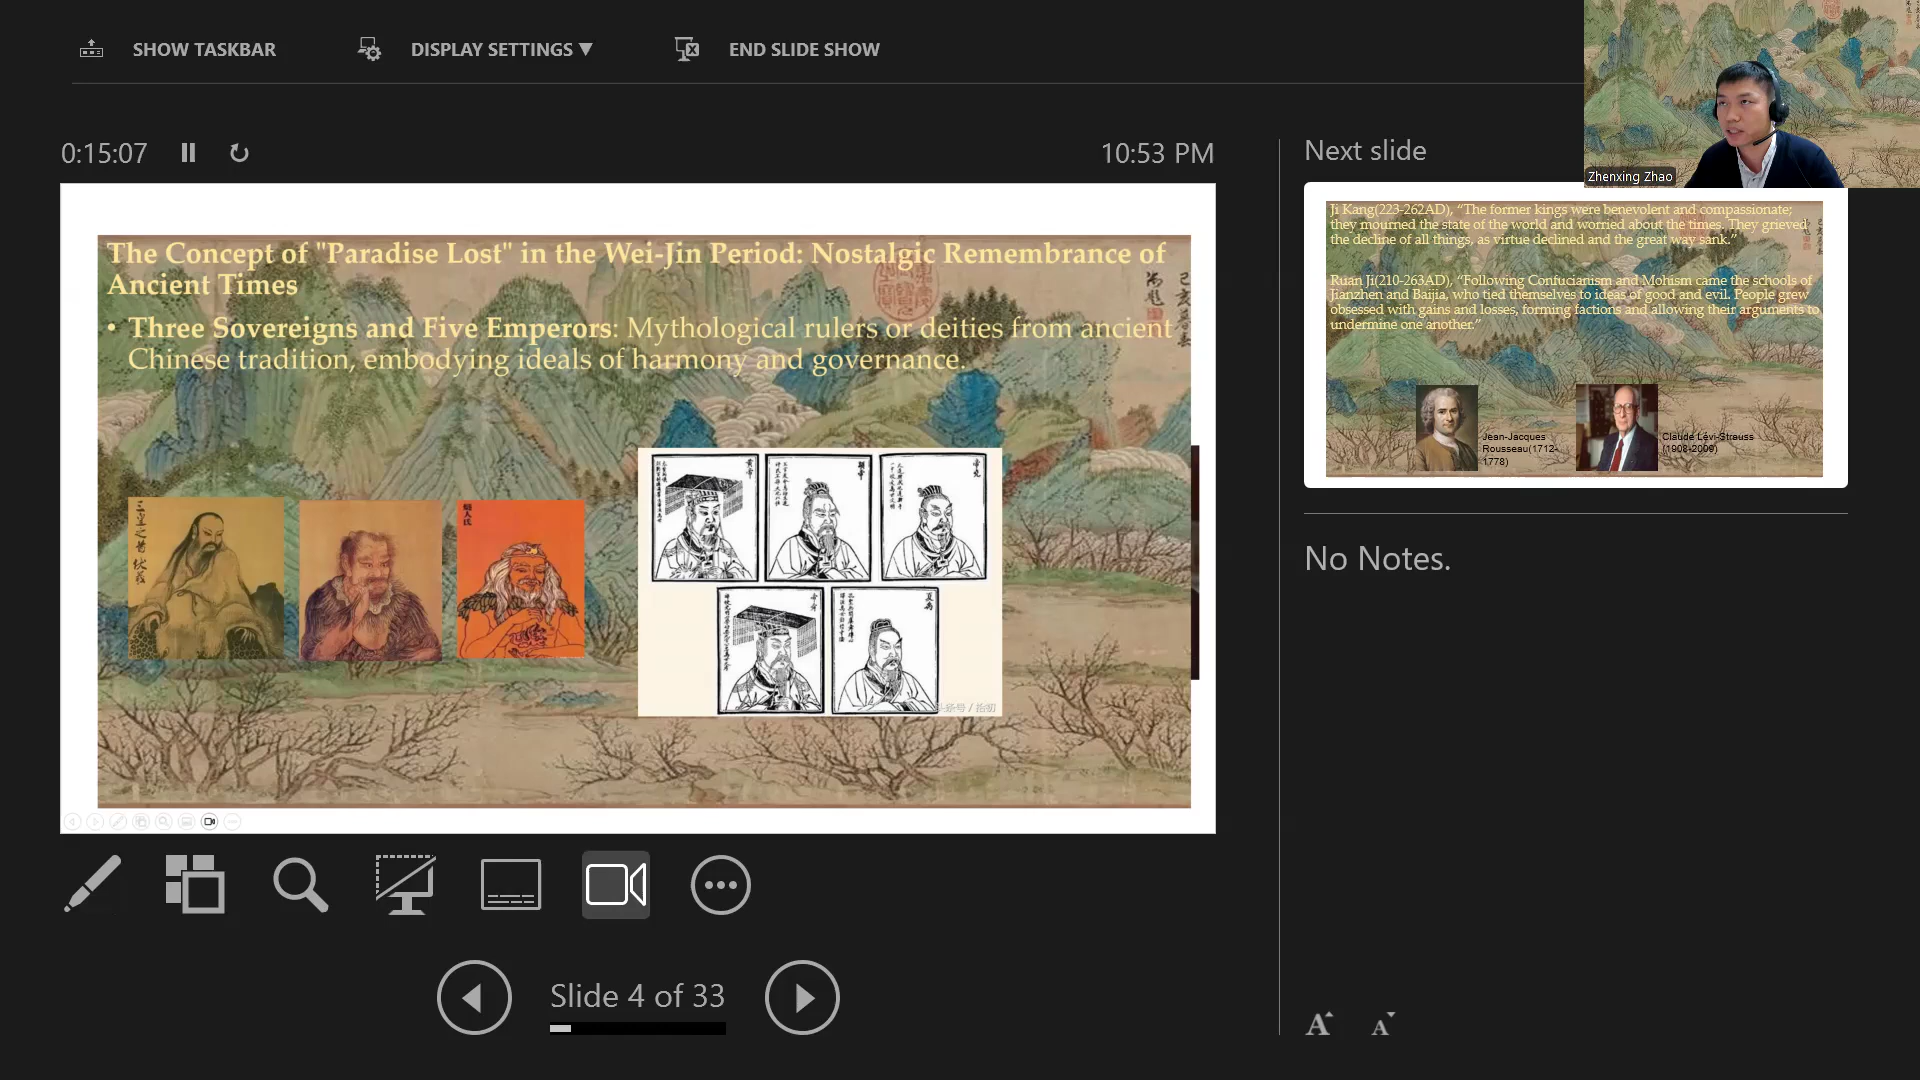 SHOW TASKBAR
DISPLAY SETTINGS ▼
END SLIDE SHOW
Zhenxing Zhao
0:15:07
10:53 PM
Next slide
The Concept of "Paradise Lost" in the Wei-Jin Period: Nostalgic Remembrance of
Ancient Times
• Three Sovereigns and Five Emperors: Mythological rulers or deities from ancient
Chinese tradition, embodying ideals of harmony and governance.
黄帝
帝尧
夏禹
Ji Kang(223-262AD), “The former kings were benevolent and compassionate;
they mourned the state of the world and worried about the times. They grieved
the decline of all things, as virtue declined and the great way sank.”
Ruan Ji(210-263AD), “Following Confucianism and Mohism came the schools of
Jianzhen and Baijia, who tied themselves to ideas of good and evil. People grew
obsessed with gains and losses, forming factions and allowing their arguments to
undermine one another.”
Jean-Jacques
Rousseau(1712-
1778)
Claude Lévi-Strauss
(1908-2009)
No Notes.
Slide 4 of 33
A
A